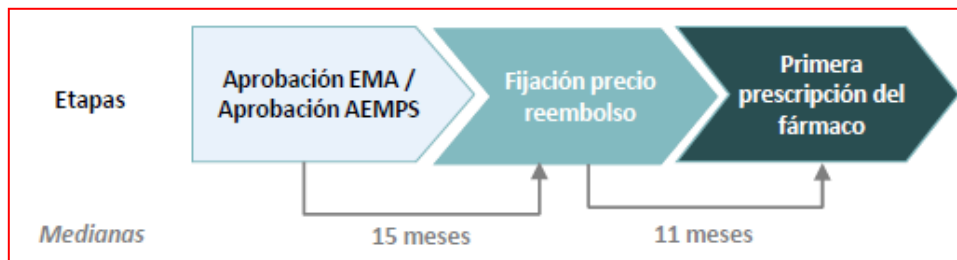 Etapas
Aprobación EMA /
Aprobación AEMPS
Fijación precio
reembolso
Primera
prescripción del
fármaco
Medianas
15 meses
11 meses